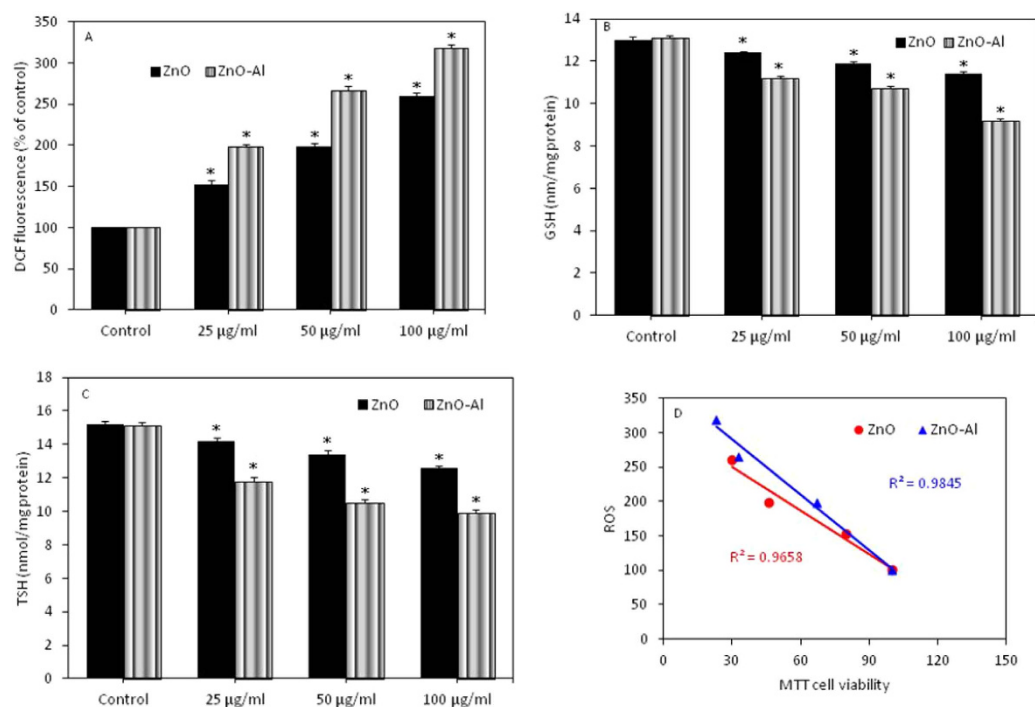 A
ZnO ZnO-Al
DCF fluorescence (% of control)
350
300
250
200
150
100
50
0
* * * * * *
Control 25 µg/ml 50 µg/ml 100 µg/ml
B
ZnO ZnO-Al
GSH (nm/mg protein)
14
12
10
8
6
4
2
0
* * * * * *
Control 25 µg/ml 50 µg/ml 100 µg/ml
C
ZnO ZnO-Al
TSH (nmol/mg protein)
18
16
14
12
10
8
6
4
2
0
* * * * * *
Control 25 µg/ml 50 µg/ml 100 µg/ml
D
ZnO ZnO-Al
ROS
350
300
250
200
150
100
50
0
R² = 0.9845
R² = 0.9658
0 30 60 90 120 150
MTT cell viability